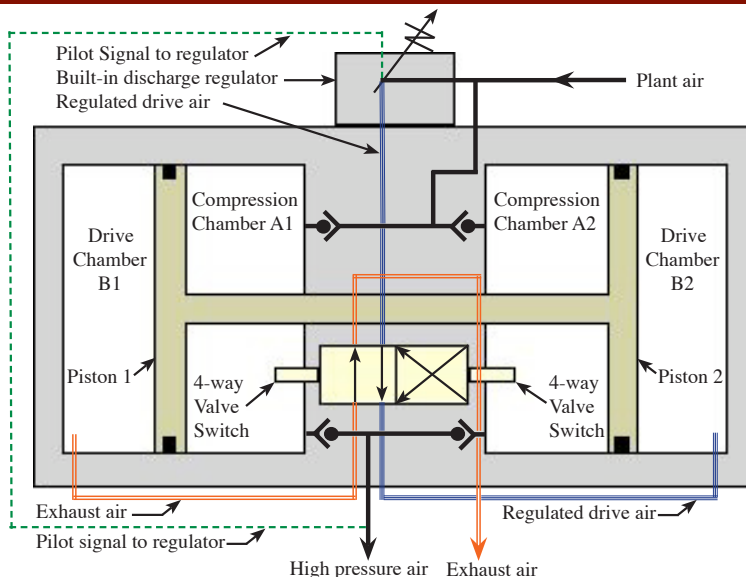 Pilot Signal to regulator
Built-in discharge regulator
Regulated drive air
Plant air
Compression
Chamber A1
Compression
Chamber A2
Drive
Chamber
B1
Drive
Chamber
B2
Piston 1
4-way
Valve
Switch
4-way
Valve
Switch
Piston 2
Exhaust air
Regulated drive air
Pilot signal to regulator
High pressure air
Exhaust air